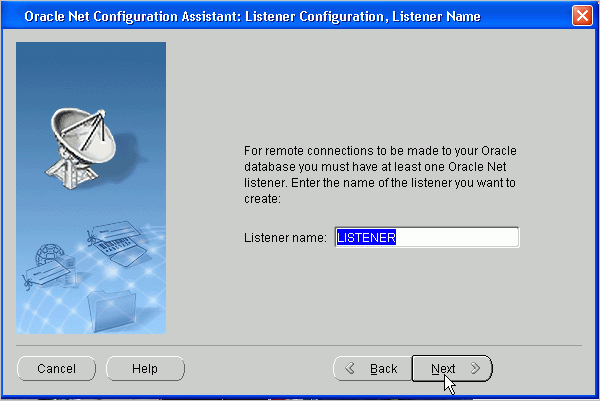 Oracle Net Configuration Assistant: Listener Configuration, Listener Name
For remote connections to be made to your Oracle
database you must have at least one Oracle Net
listener. Enter the name of the listener you want to
create:
Listener name: LISTENER
Cancel Help Back Next